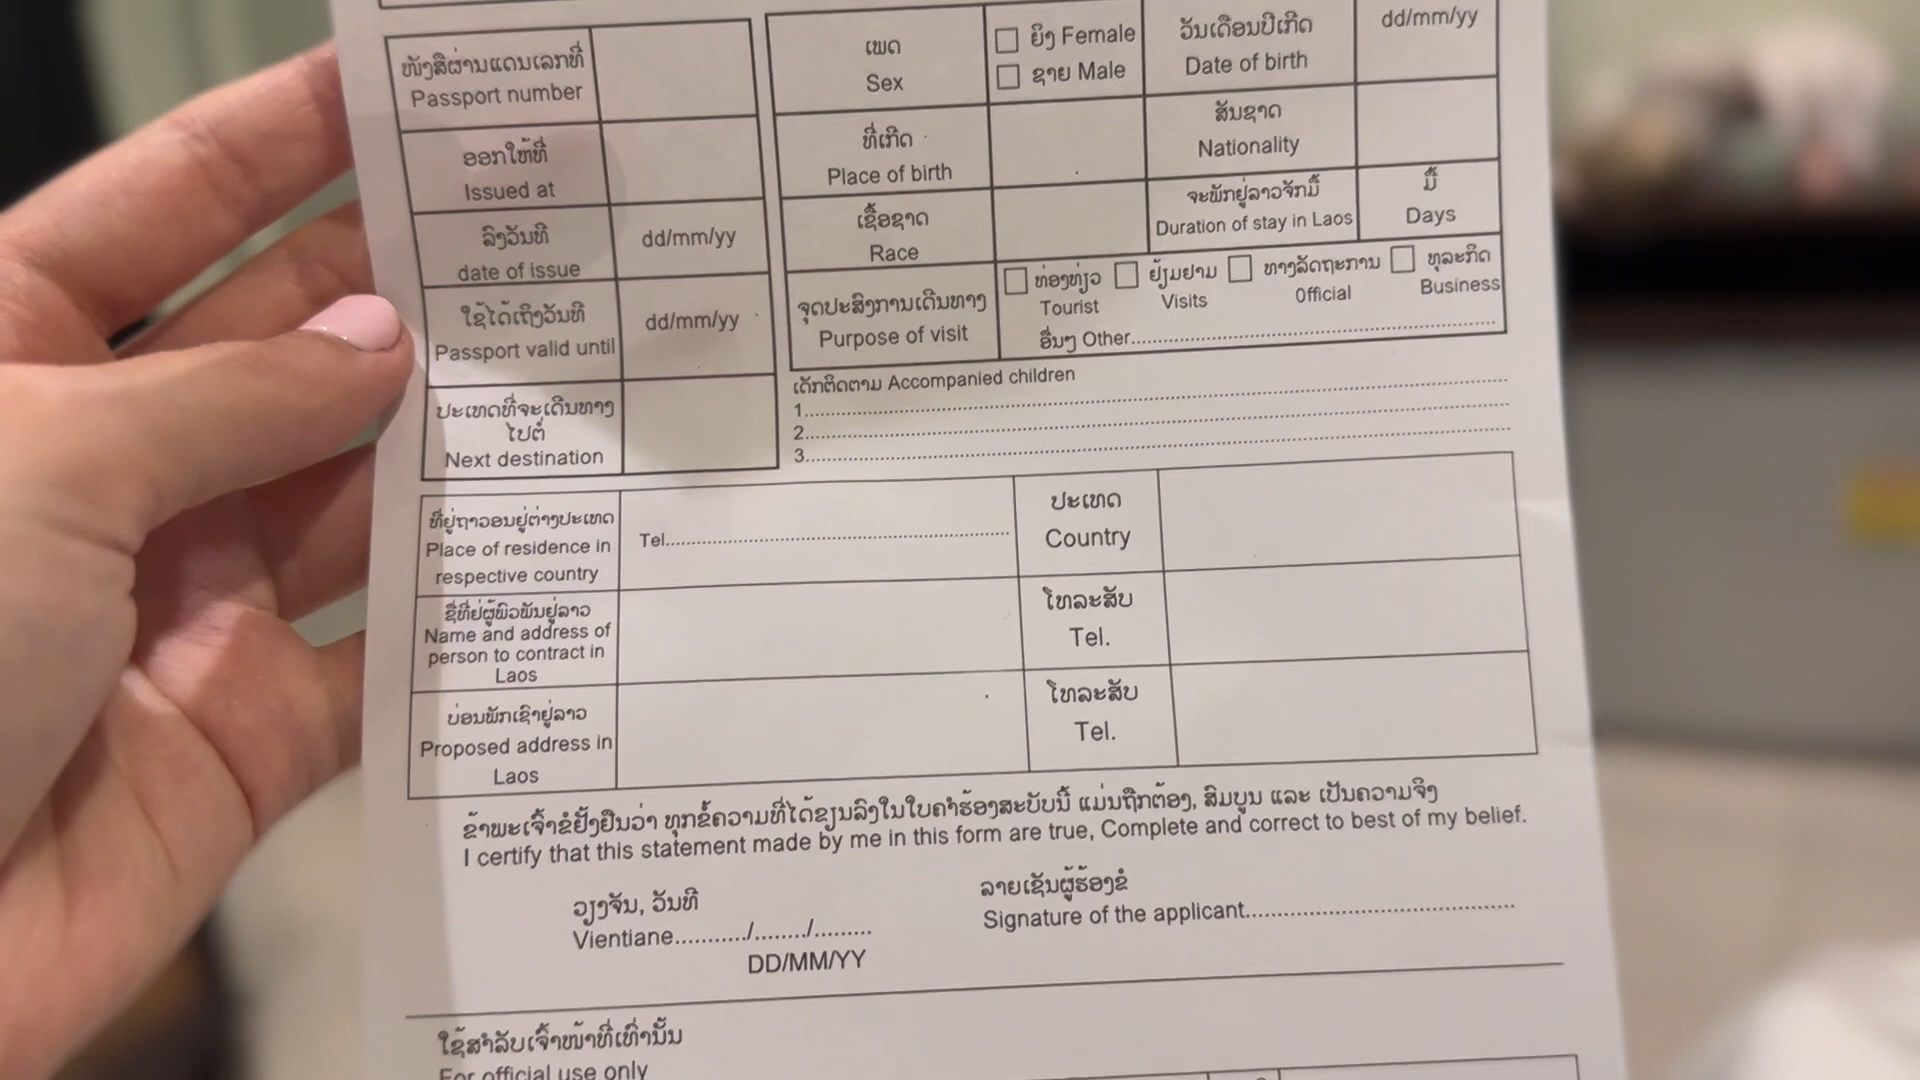 ໜັງສືຜ່ານແດນເລກທີ່
Passport number
ອອກໃຫ້ທີ່
Issued at
ລົງວັນທີ
date of issue
dd/mm/yy
ໃຊ້ໄດ້ເຖິງວັນທີ
Passport valid until
dd/mm/yy
ປະເທດທີ່ຈະເດີນທາງ
ໄປຕໍ່
Next destination
ເພດ
Sex
ຍິງ Female
ຊາຍ Male
ວັນເດືອນປີເກີດ
Date of birth
dd/mm/yy
ທີ່ເກີດ
Place of birth
ສັນຊາດ
Nationality
ເຊື້ອຊາດ
Race
ຈະພັກຢູ່ລາວຈັກມື້
Duration of stay in Laos
ມື້
Days
ຈຸດປະສົງການເດີນທາງ
Purpose of visit
ທ່ອງທ່ຽວ
Tourist
ຢ້ຽມຢາມ
Visits
ທາງລັດຖະການ
Official
ທຸລະກິດ
Business
ອື່ນໆ Other
ເດັກຕິດຕາມ Accompanied children
1
2
3
ທີ່ຢູ່ຖາວອນຢູ່ຕ່າງປະເທດ
Place of residence in
respective country
Tel
ປະເທດ
Country
ຊື່ທີ່ຢູ່ຜູ້ພົວພັນຢູ່ລາວ
Name and address of
person to contract in
Laos
ໂທລະສັບ
Tel.
ບ່ອນພັກເຊົາຢູ່ລາວ
Proposed address in
Laos
ໂທລະສັບ
Tel.
ຂ້າພະເຈົ້າຂໍຢັ້ງຢືນວ່າ ທຸກຂໍ້ຄວາມທີ່ໄດ້ຂຽນລົງໃນໃບຄຳຮ້ອງສະບັບນີ້ ແມ່ນຖືກຕ້ອງ, ສົມບູນ ແລະ ເປັນຄວາມຈິງ
I certify that this statement made by me in this form are true, Complete and correct to best of my belief.
ວຽງຈັນ, ວັນທີ
Vientiane.........../......../.........
DD/MM/YY
ລາຍເຊັນຜູ້ຮ້ອງຂໍ
Signature of the applicant
ໃຊ້ສຳລັບເຈົ້າໜ້າທີ່ເທົ່ານັ້ນ
For official use only